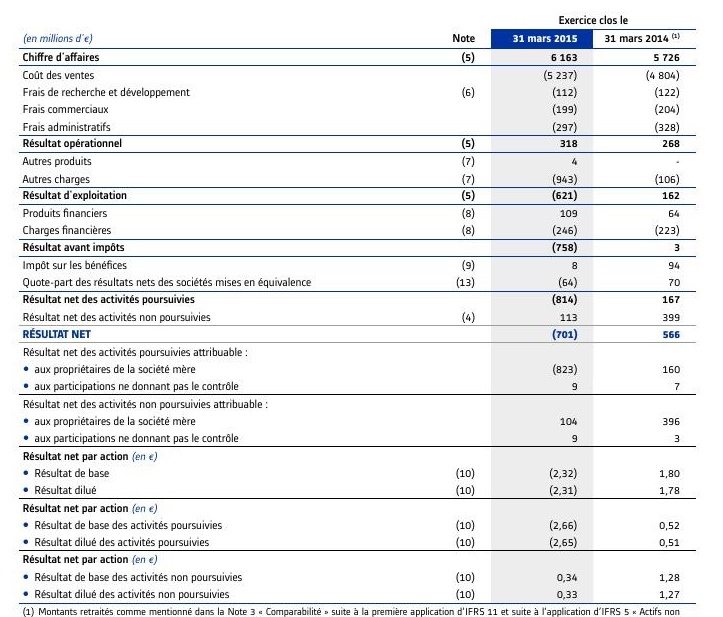 Exercice clos le
(en millions d'€) Note 31 mars 2015 31 mars 2014 (1)
Chiffre d'affaires (5) 6 163 5 726
Coût des ventes (5 237) (4 804)
Frais de recherche et développement (6) (112) (122)
Frais commerciaux (199) (204)
Frais administratifs (297) (328)
Résultat opérationnel (5) 318 268
Autres produits (7) 4 -
Autres charges (7) (943) (106)
Résultat d'exploitation (5) (621) 162
Produits financiers (8) 109 64
Charges financières (8) (246) (223)
Résultat avant impôts (758) 3
Impôt sur les bénéfices (9) 8 94
Quote-part des résultats nets des sociétés mises en équivalence (13) (64) 70
Résultat net des activités poursuivies (814) 167
Résultat net des activités non poursuivies (4) 113 399
RÉSULTAT NET (701) 566
Résultat net des activités poursuivies attribuable :
• aux propriétaires de la société mère (823) 160
• aux participations ne donnant pas le contrôle 9 7
Résultat net des activités non poursuivies attribuable :
• aux propriétaires de la société mère 104 396
• aux participations ne donnant pas le contrôle 9 3
Résultat net par action (en €)
• Résultat de base (10) (2,32) 1,80
• Résultat dilué (10) (2,31) 1,78
Résultat net par action (en €)
• Résultat de base des activités poursuivies (10) (2,66) 0,52
• Résultat dilué des activités poursuivies (10) (2,65) 0,51
Résultat net par action (en €)
• Résultat de base des activités non poursuivies (10) 0,34 1,28
• Résultat dilué des activités non poursuivies (10) 0,33 1,27
(1) Montants retraités comme mentionné dans la Note 3 « Comparabilité » suite à la première application d'IFRS 11 et suite à l'application d'IFRS 5 « Actifs non